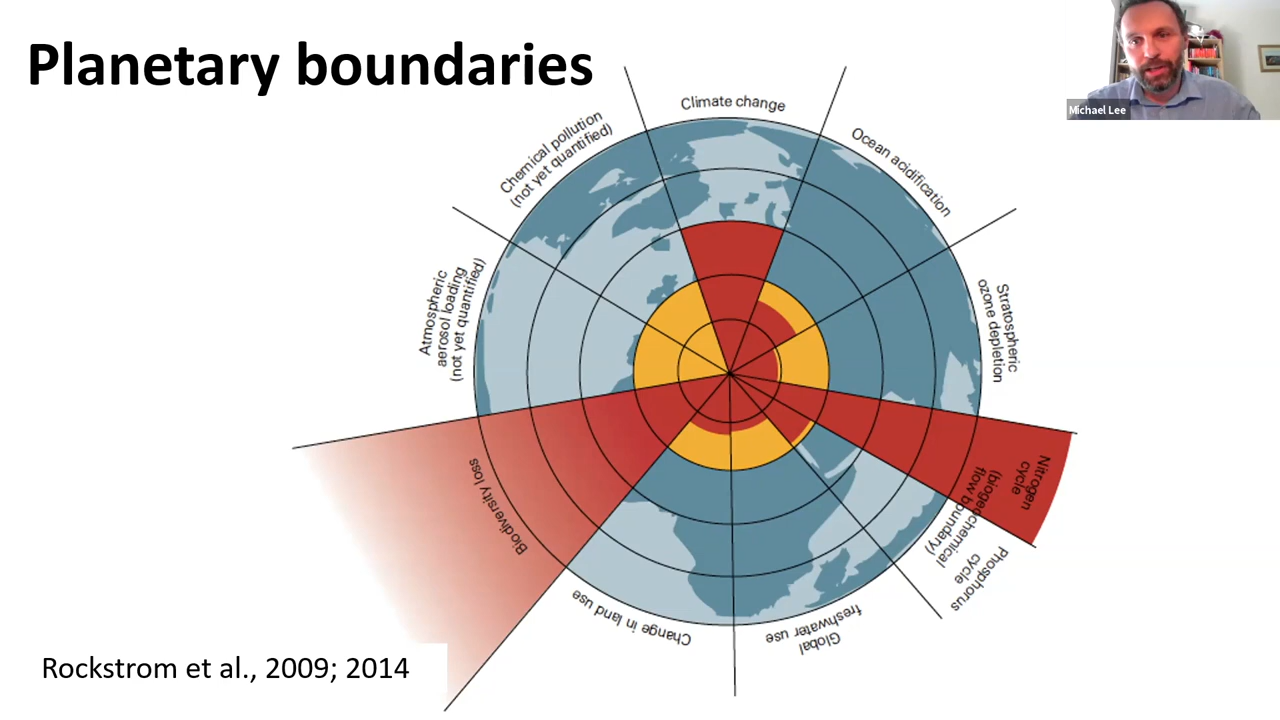 Planetary boundaries
Michael Lee
Climate change
Ocean acidification
Stratospheric
ozone depletion
Nitrogen
cycle
(biogeochemical
flow boundary)
Phosphorus
cycle
Global
freshwater use
Change in land use
Biodiversity loss
Atmospheric
aerosol loading
(not yet quantified)
Chemical pollution
(not yet quantified)
Rockstrom et al., 2009; 2014